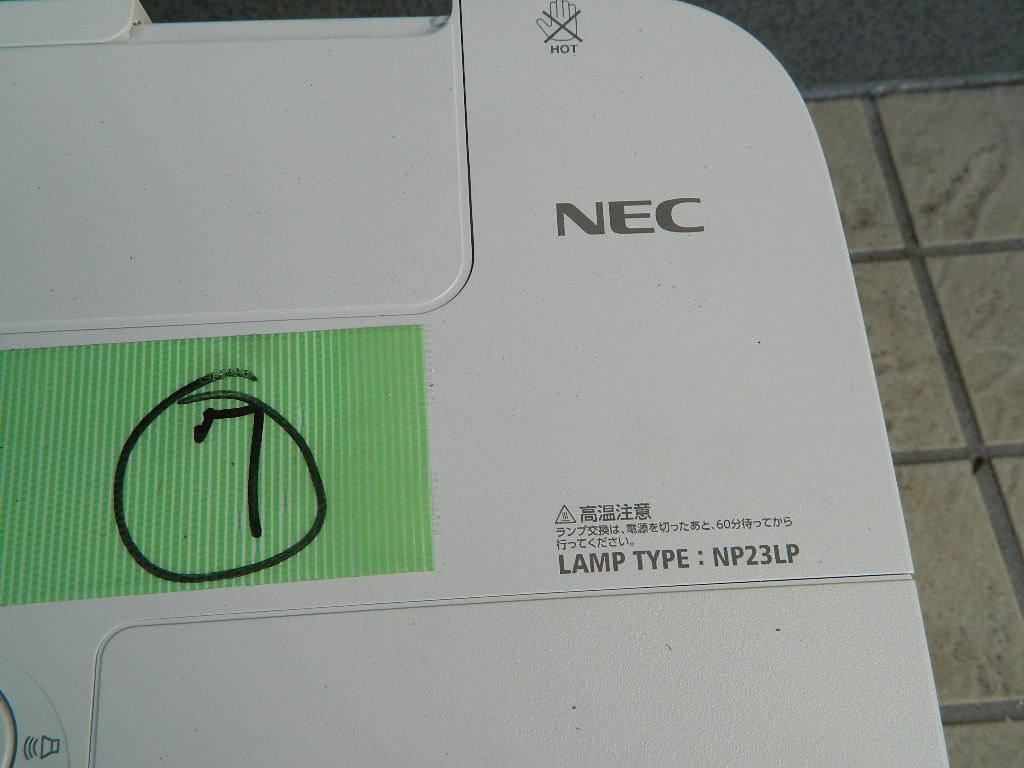 HOT
NEC
7
高温注意
ランプ交換は、電源を切ったあと、60分待ってから
行ってください。
LAMP TYPE : NP23LP